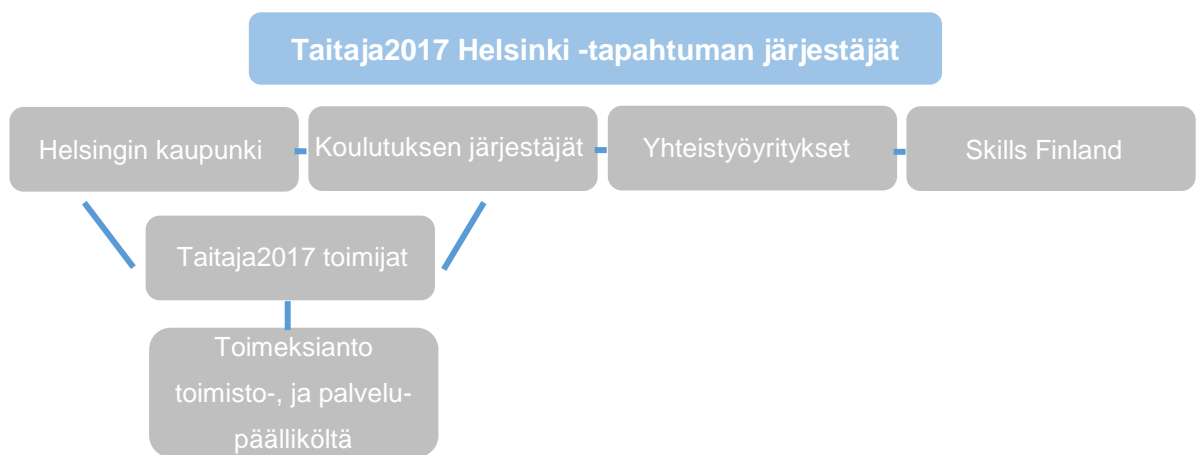 Taitaja2017 Helsinki -tapahtuman järjestäjät
Helsingin kaupunki
Koulutuksen järjestäjät
Yhteistyöyritykset
Skills Finland
Taitaja2017 toimijat
Toimeksianto
toimisto-, ja palvelu-
päälliköltä